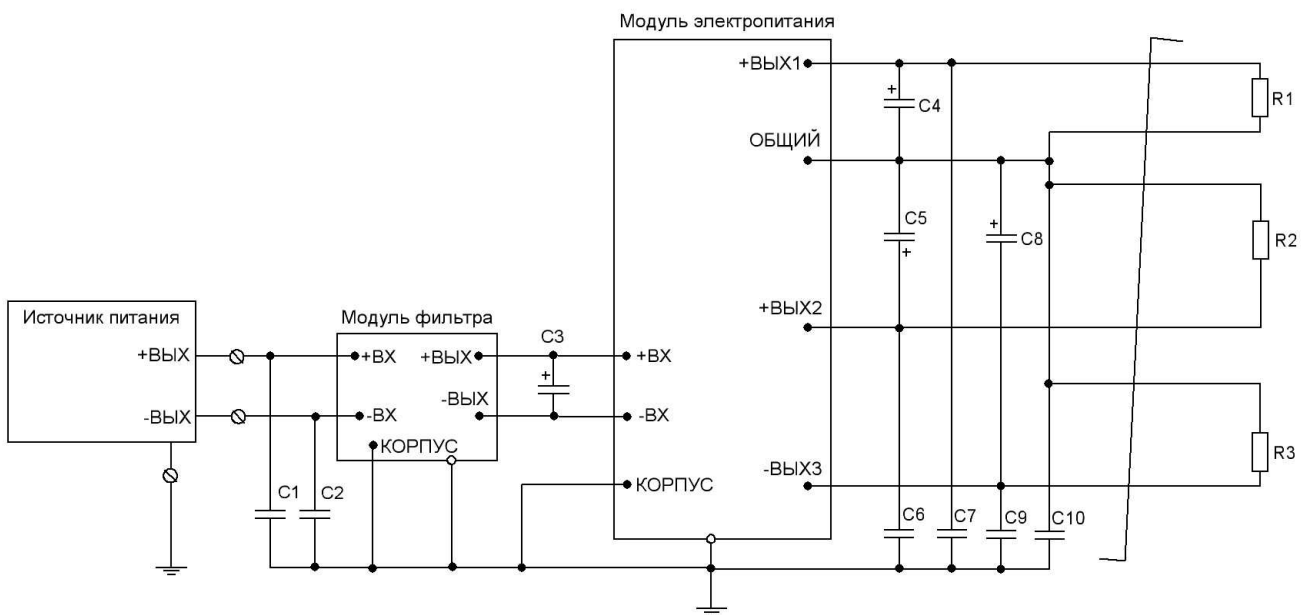 Модуль электропитания
+ВЫХ1
+
C4
R1
ОБЩИЙ
C5
+
+
C8
R2
+ВЫХ2
Источник питания
+ВЫХ
-ВЫХ
Модуль фильтра
+ВХ
+ВЫХ
-ВХ
-ВЫХ
КОРПУС
C3
+
+ВХ
-ВХ
КОРПУС
-ВЫХ3
R3
C1
C2
C6
C7
C9
C10